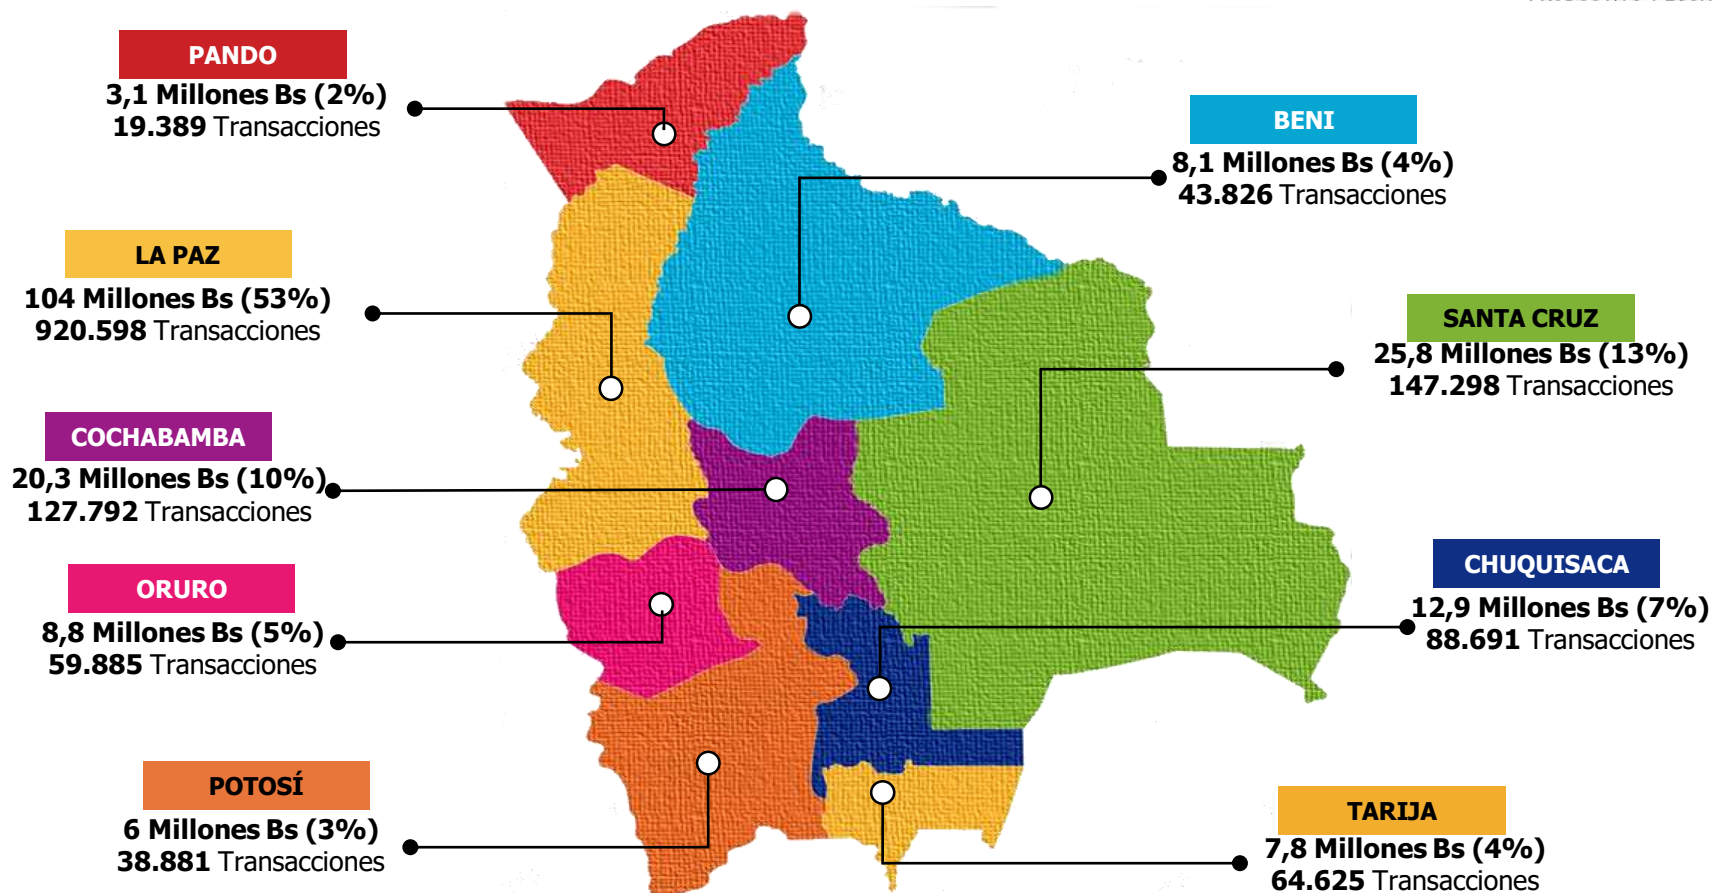 PANDO
3,1 Millones Bs (2%)
19.389 Transacciones
BENI
8,1 Millones Bs (4%)
43.826 Transacciones
LA PAZ
104 Millones Bs (53%)
920.598 Transacciones
SANTA CRUZ
25,8 Millones Bs (13%)
147.298 Transacciones
COCHABAMBA
20,3 Millones Bs (10%)
127.792 Transacciones
CHUQUISACA
12,9 Millones Bs (7%)
88.691 Transacciones
ORURO
8,8 Millones Bs (5%)
59.885 Transacciones
POTOSÍ
6 Millones Bs (3%)
38.881 Transacciones
TARIJA
7,8 Millones Bs (4%)
64.625 Transacciones